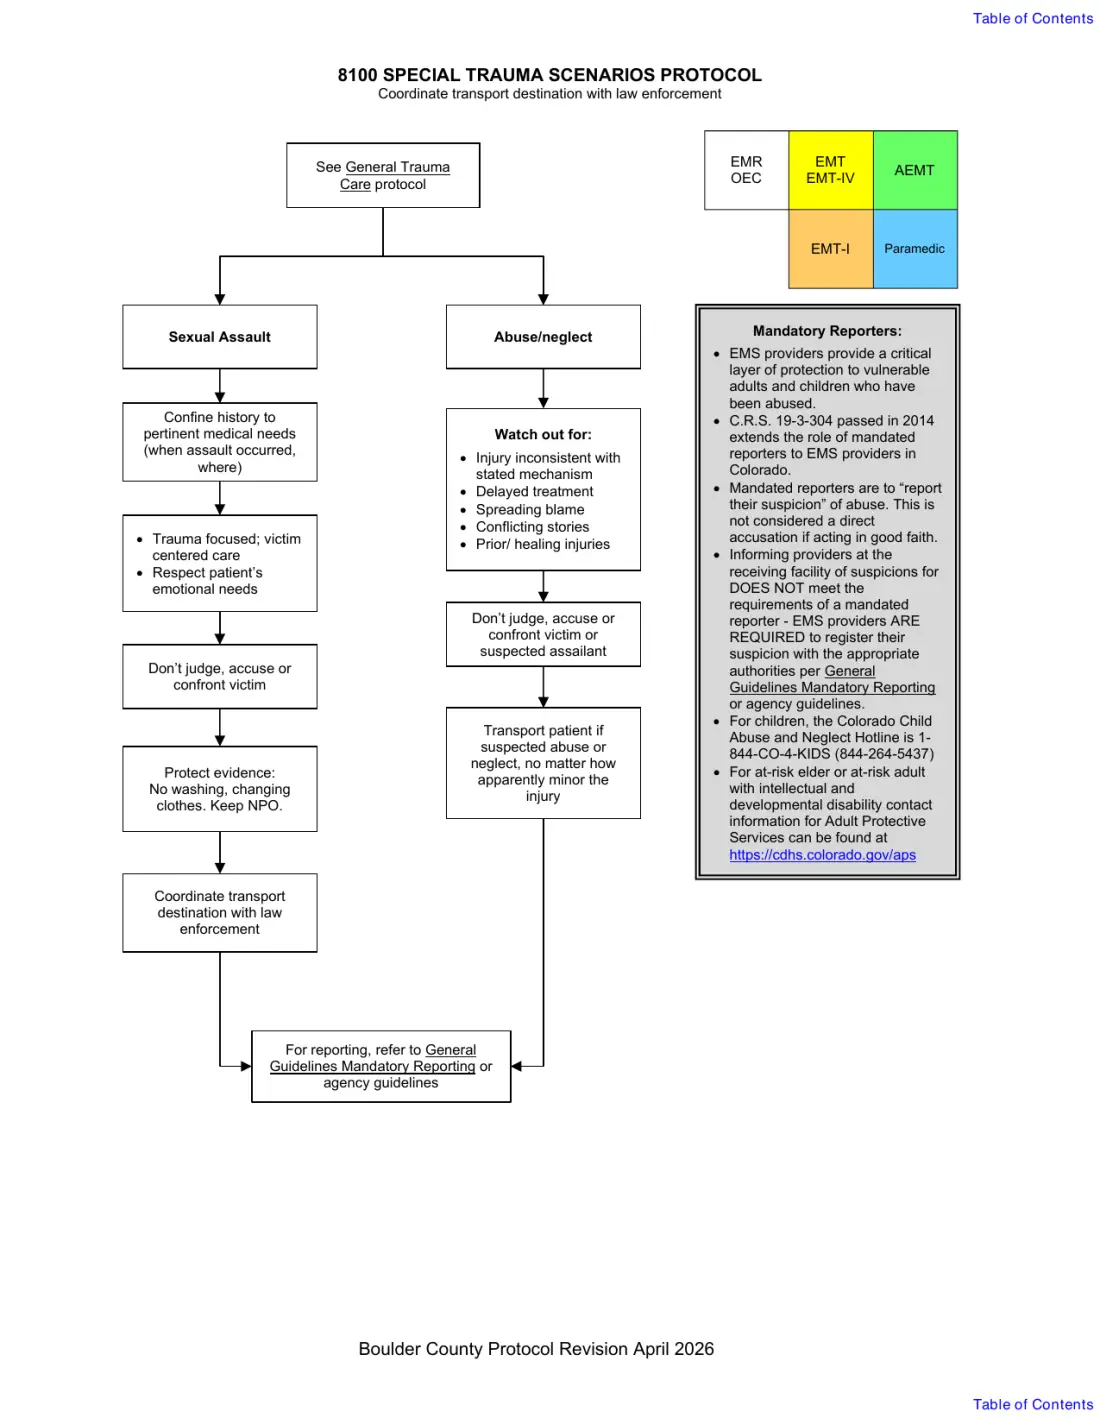 Table of Contents
8100 SPECIAL TRAUMA SCENARIOS PROTOCOL
Coordinate transport destination with law enforcement
See General Trauma
Care protocol
EMR
OEC
EMT
EMT-IV
AEMT
EMT-I
Paramedic
Sexual Assault
Confine history to
pertinent medical needs
(when assault occurred,
where)
• Trauma focused; victim
centered care
• Respect patient’s
emotional needs
Don’t judge, accuse or
confront victim
Protect evidence:
No washing, changing
clothes. Keep NPO.
Coordinate transport
destination with law
enforcement
Abuse/neglect
Watch out for:
• Injury inconsistent with
stated mechanism
• Delayed treatment
• Spreading blame
• Conflicting stories
• Prior/ healing injuries
Don’t judge, accuse or
confront victim or
suspected assailant
Transport patient if
suspected abuse or
neglect, no matter how
apparently minor the
injury
For reporting, refer to General
Guidelines Mandatory Reporting or
agency guidelines
Mandatory Reporters:
• EMS providers provide a critical
layer of protection to vulnerable
adults and children who have
been abused.
• C.R.S. 19-3-304 passed in 2014
extends the role of mandated
reporters to EMS providers in
Colorado.
• Mandated reporters are to “report
their suspicion” of abuse. This is
not considered a direct
accusation if acting in good faith.
• Informing providers at the
receiving facility of suspicions for
DOES NOT meet the
requirements of a mandated
reporter - EMS providers ARE
REQUIRED to register their
suspicion with the appropriate
authorities per General
Guidelines Mandatory Reporting
or agency guidelines.
• For children, the Colorado Child
Abuse and Neglect Hotline is 1-
844-CO-4-KIDS (844-264-5437)
• For at-risk elder or at-risk adult
with intellectual and
developmental disability contact
information for Adult Protective
Services can be found at
https://cdhs.colorado.gov/aps
Boulder County Protocol Revision April 2026
Table of Contents